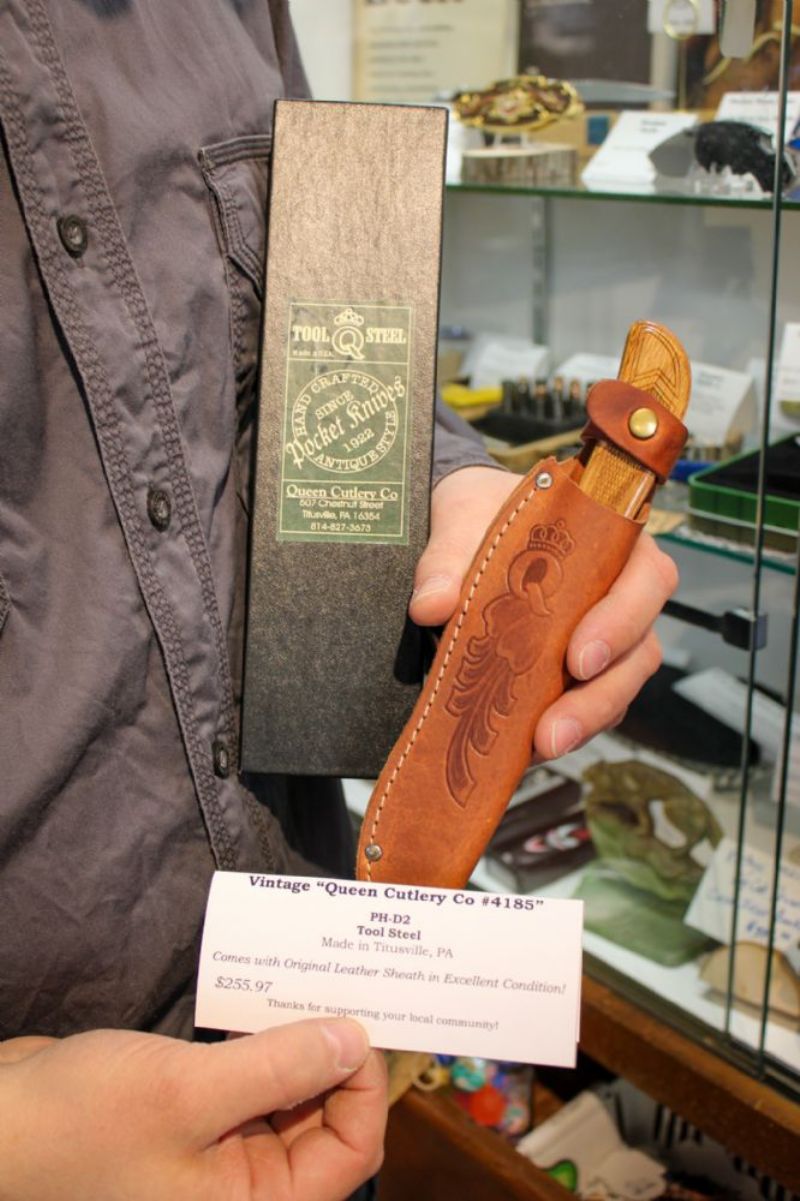 TOOL Q STEEL
MADE IN U.S.A.
HAND CRAFTED
SINCE
Pocket Knives
1922
ANTIQUE STYLE
Queen Cutlery Co
507 Chestnut Street
Titusville, PA 16354
814-827-3673
Q
Vintage "Queen Cutlery Co #4185"
PH-D2
Tool Steel
Made in Titusville, PA
Comes with Original Leather Sheath in Excellent Condition!
$255.97
Thanks for supporting your local community!